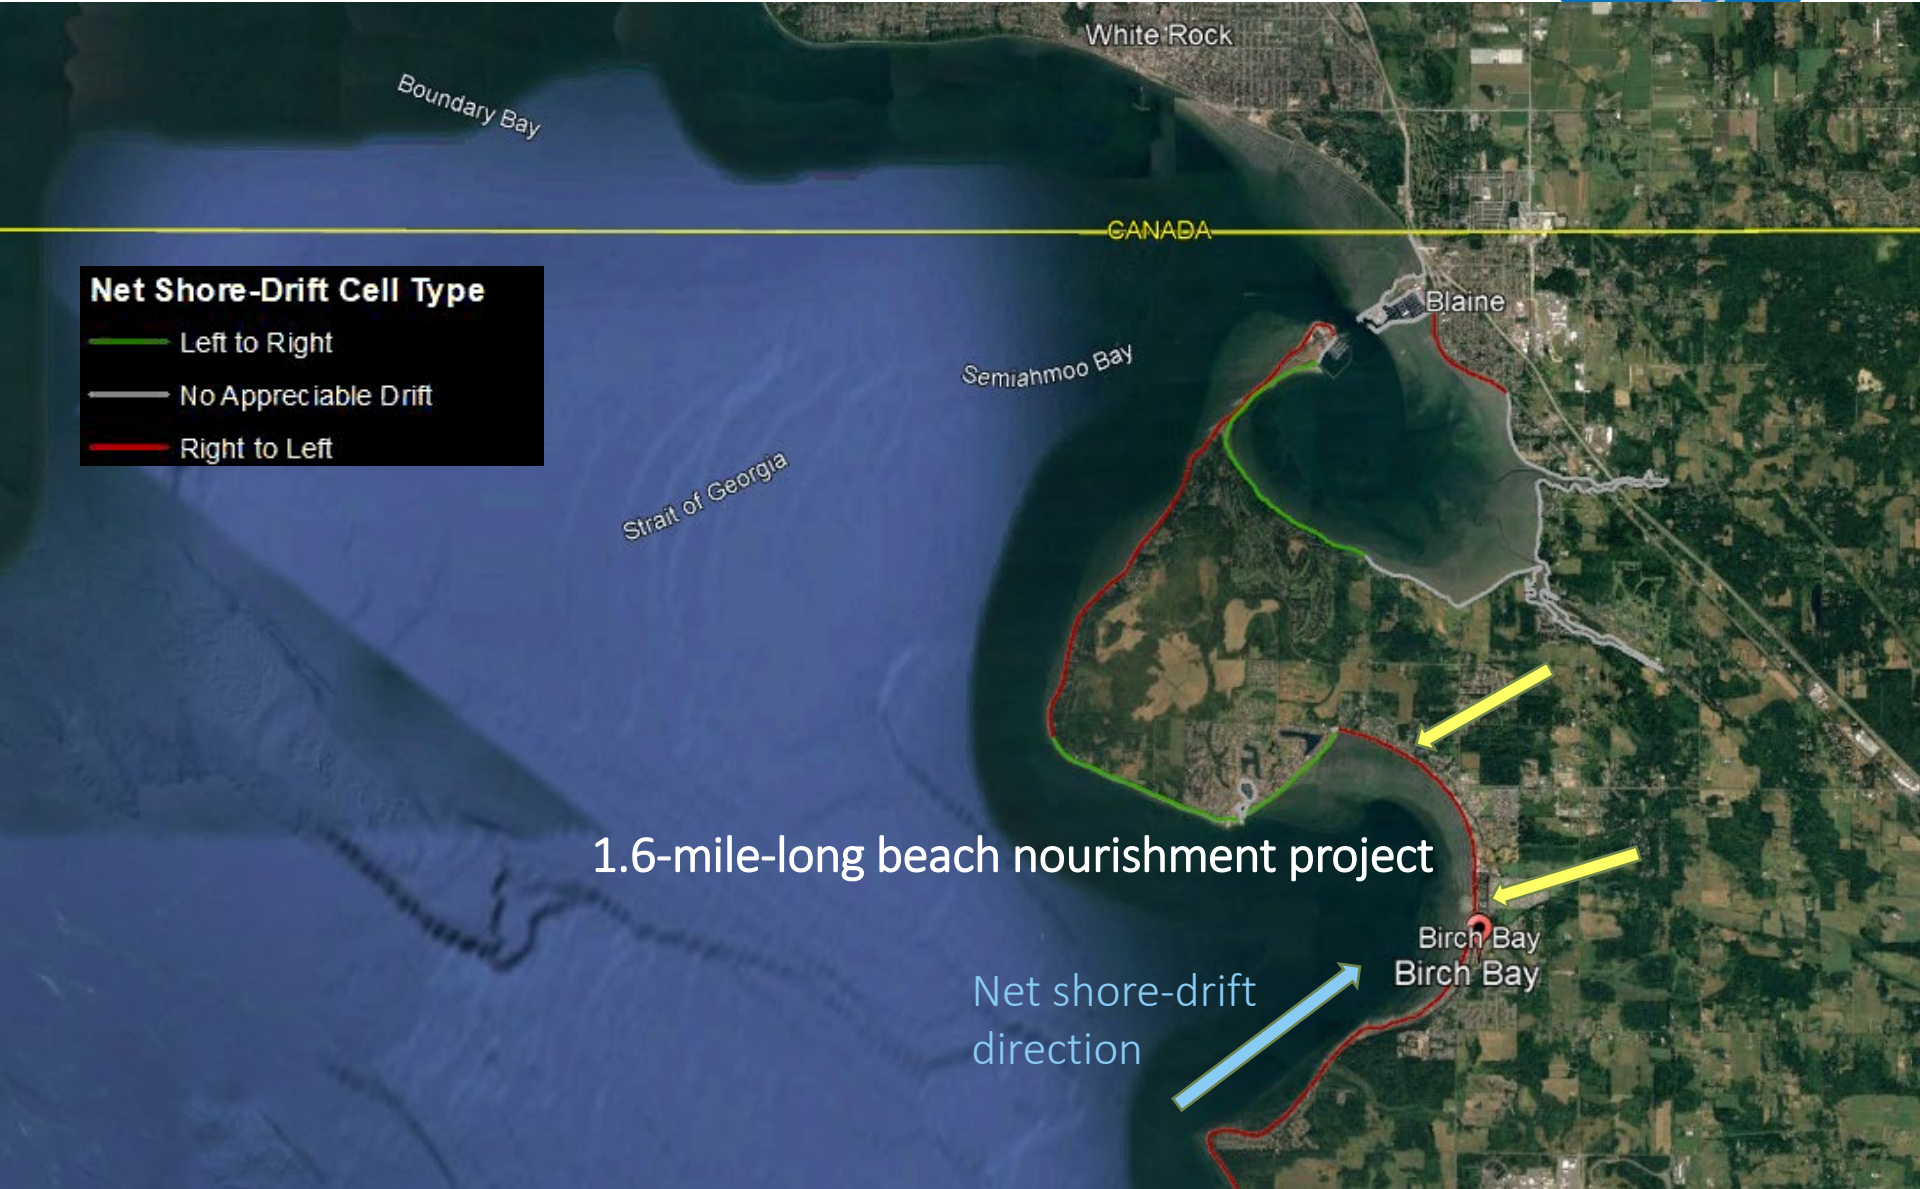 White Rock
Boundary Bay
CANADA
Net Shore-Drift Cell Type
Left to Right
No Appreciable Drift
Right to Left
Blaine
Semiahmoo Bay
Strait of Georgia
1.6-mile-long beach nourishment project
Birch Bay
Birch Bay
Net shore-drift
direction